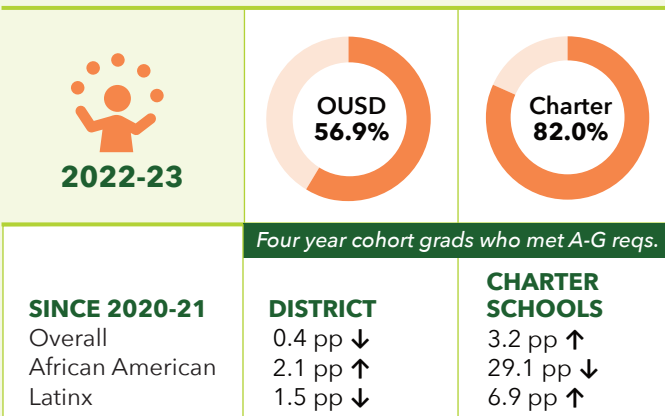 OUSD
56.9%
Charter
82.0%
2022-23
Four year cohort grads who met A-G reqs.
SINCE 2020-21
DISTRICT
CHARTER
SCHOOLS
Overall
0.4 pp ↓
3.2 pp ↑
African American
2.1 pp ↑
29.1 pp ↓
Latinx
1.5 pp ↓
6.9 pp ↑